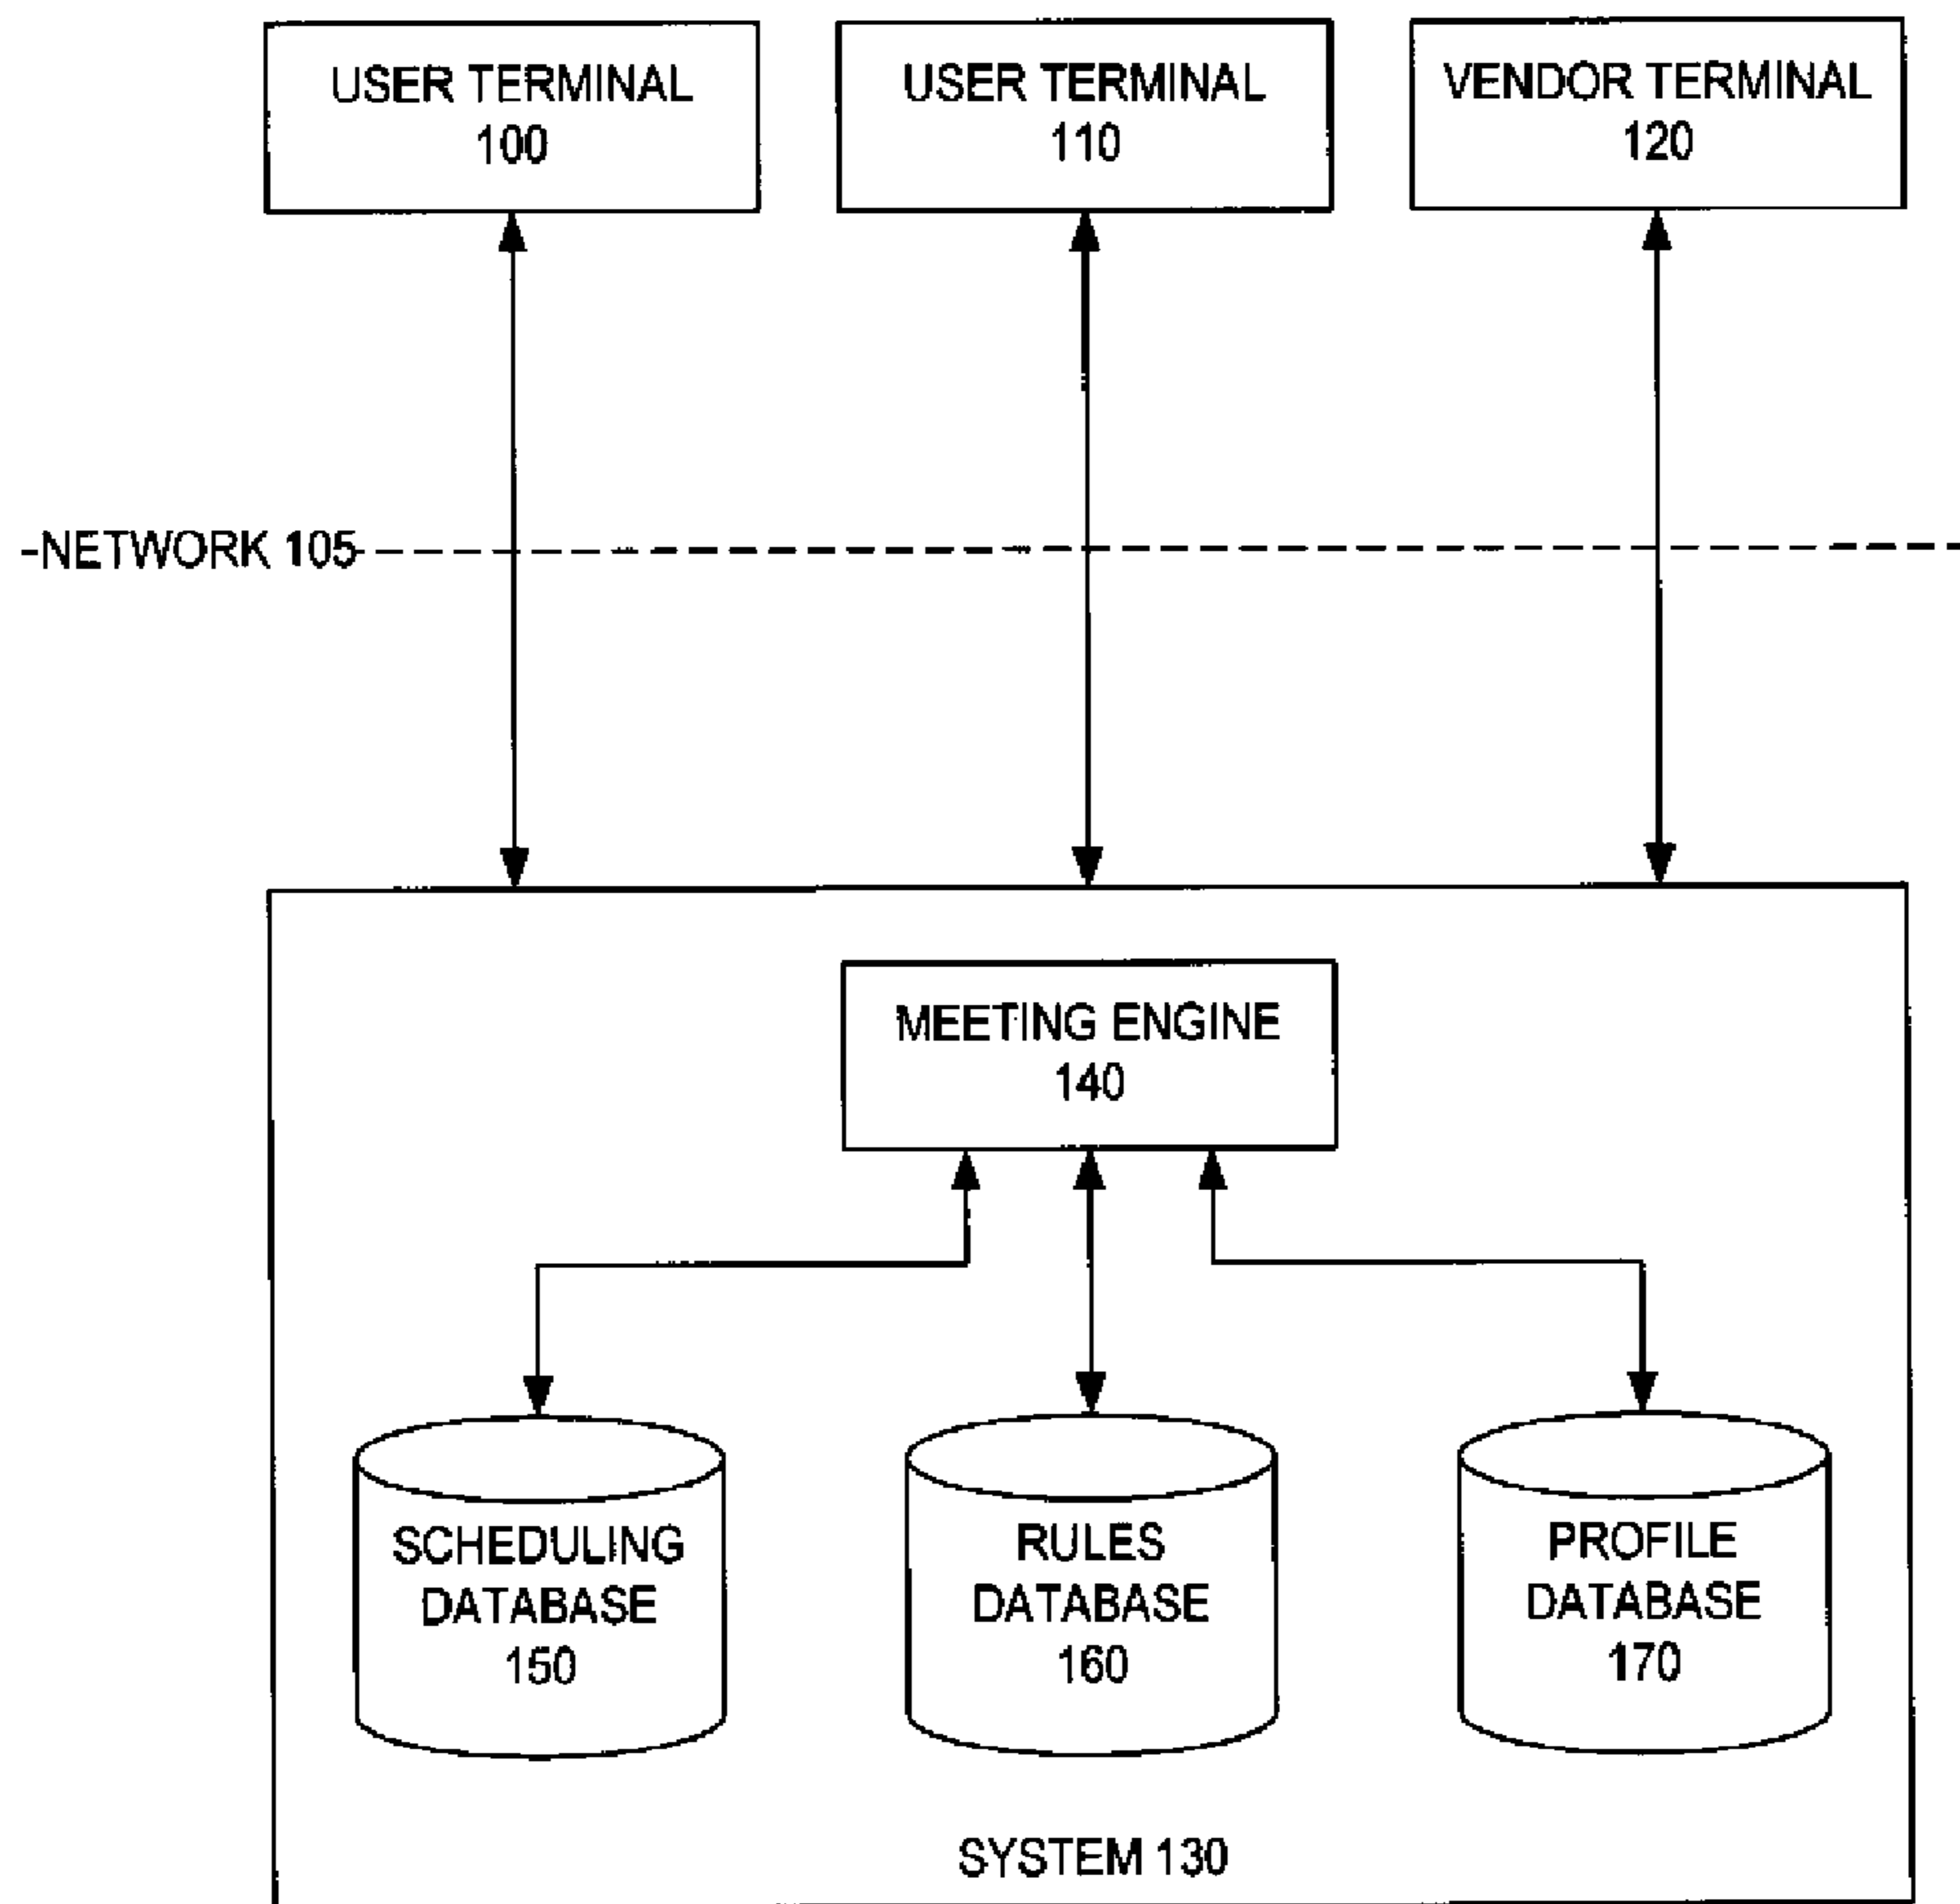 USER TERMINAL
100
USER TERMINAL
110
VENDOR TERMINAL
120
NETWORK 105
MEETING ENGINE
140
SCHEDULING
DATABASE
150
RULES
DATABASE
160
PROFILE
DATABASE
170
SYSTEM 130